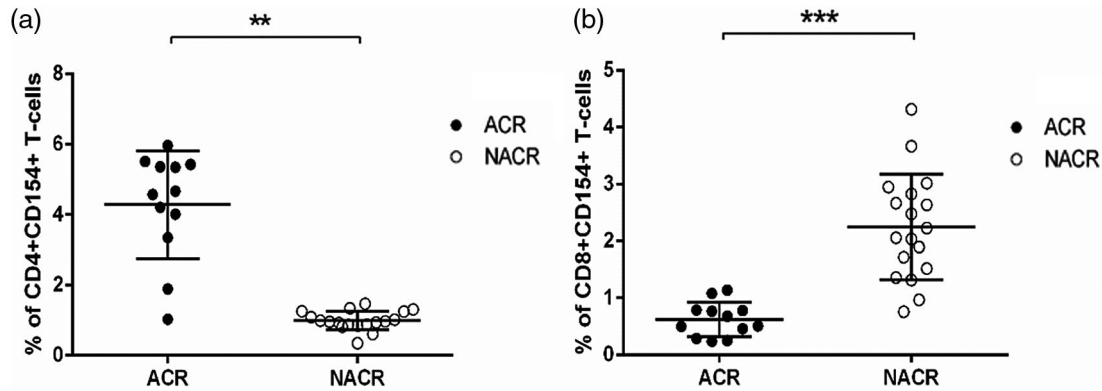 (a)
**
% of CD4+CD154+ T-cells
8
6
4
2
0
ACR
NACR
ACR
NACR
(b)
***
% of CD8+CD154+ T-cells
5
4
3
2
1
0
ACR
NACR
ACR
NACR